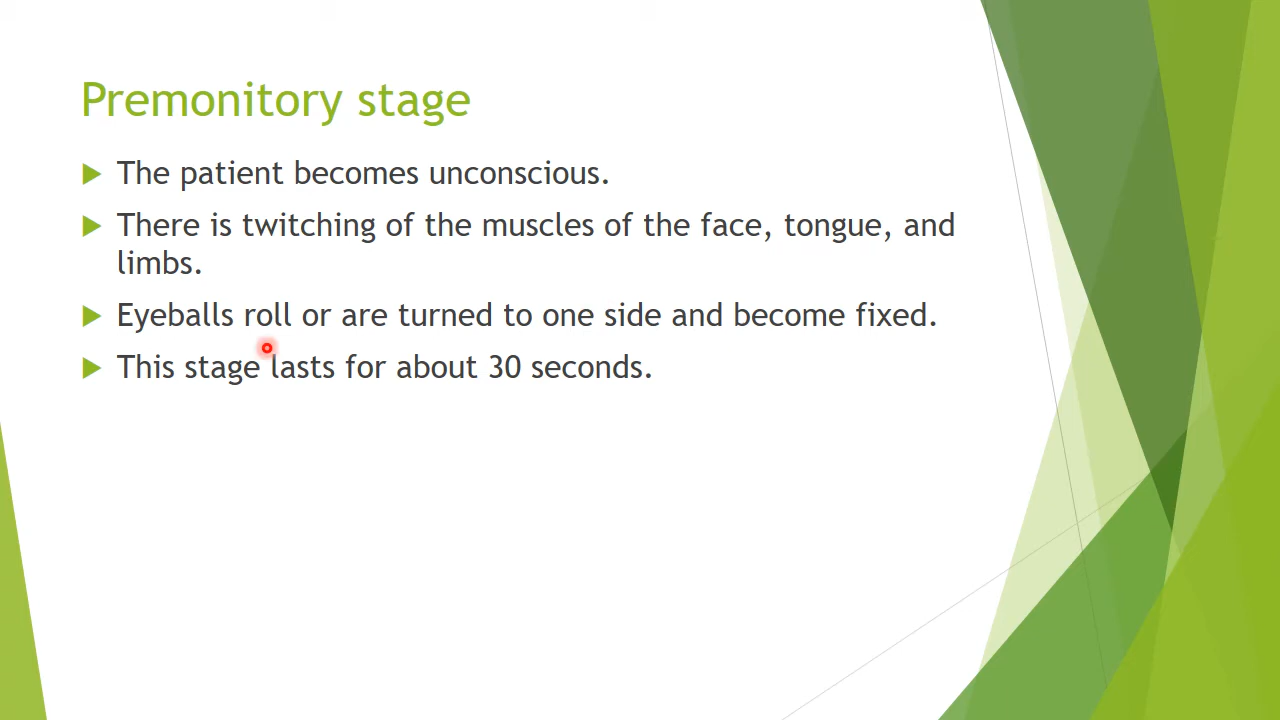 Premonitory stage
The patient becomes unconscious.
There is twitching of the muscles of the face, tongue, and
limbs.
Eyeballs roll or are turned to one side and become fixed.
This stage lasts for about 30 seconds.